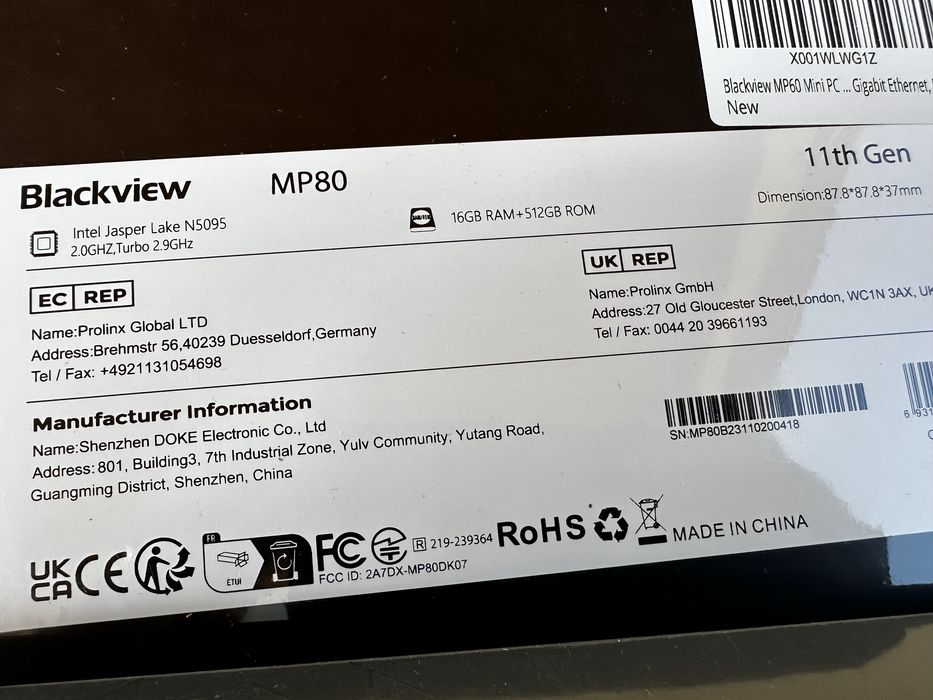 X001WLWG1Z
Blackview MP60 Mini PC ... Gigabit Ethernet,
New
Blackview MP80
11th Gen
Intel Jasper Lake N5095
2.0GHZ,Turbo 2.9GHz
16GB RAM+512GB ROM
Dimension:87.8*87.8*37mm
EC REP
Name:Prolinx Global LTD
Address:Brehmstr 56,40239 Duesseldorf,Germany
Tel / Fax: +4921131054698
UK REP
Name:Prolinx GmbH
Address:27 Old Gloucester Street,London, WC1N 3AX, UK
Tel / Fax: 0044 20 39661193
Manufacturer Information
Name:Shenzhen DOKE Electronic Co., Ltd
Address: 801, Building3, 7th Industrial Zone, Yulv Community, Yutang Road,
Guangming District, Shenzhen, China
SN:MP80B23110200418
6 931
UK
CA
CE
FR
ÉTUI
FC
R 219-239364
FCC ID: 2A7DX-MP80DK07
RoHS
MADE IN CHINA